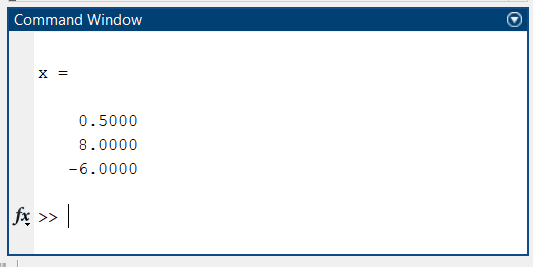 Command Window
x =
0.5000
8.0000
-6.0000
fx >>